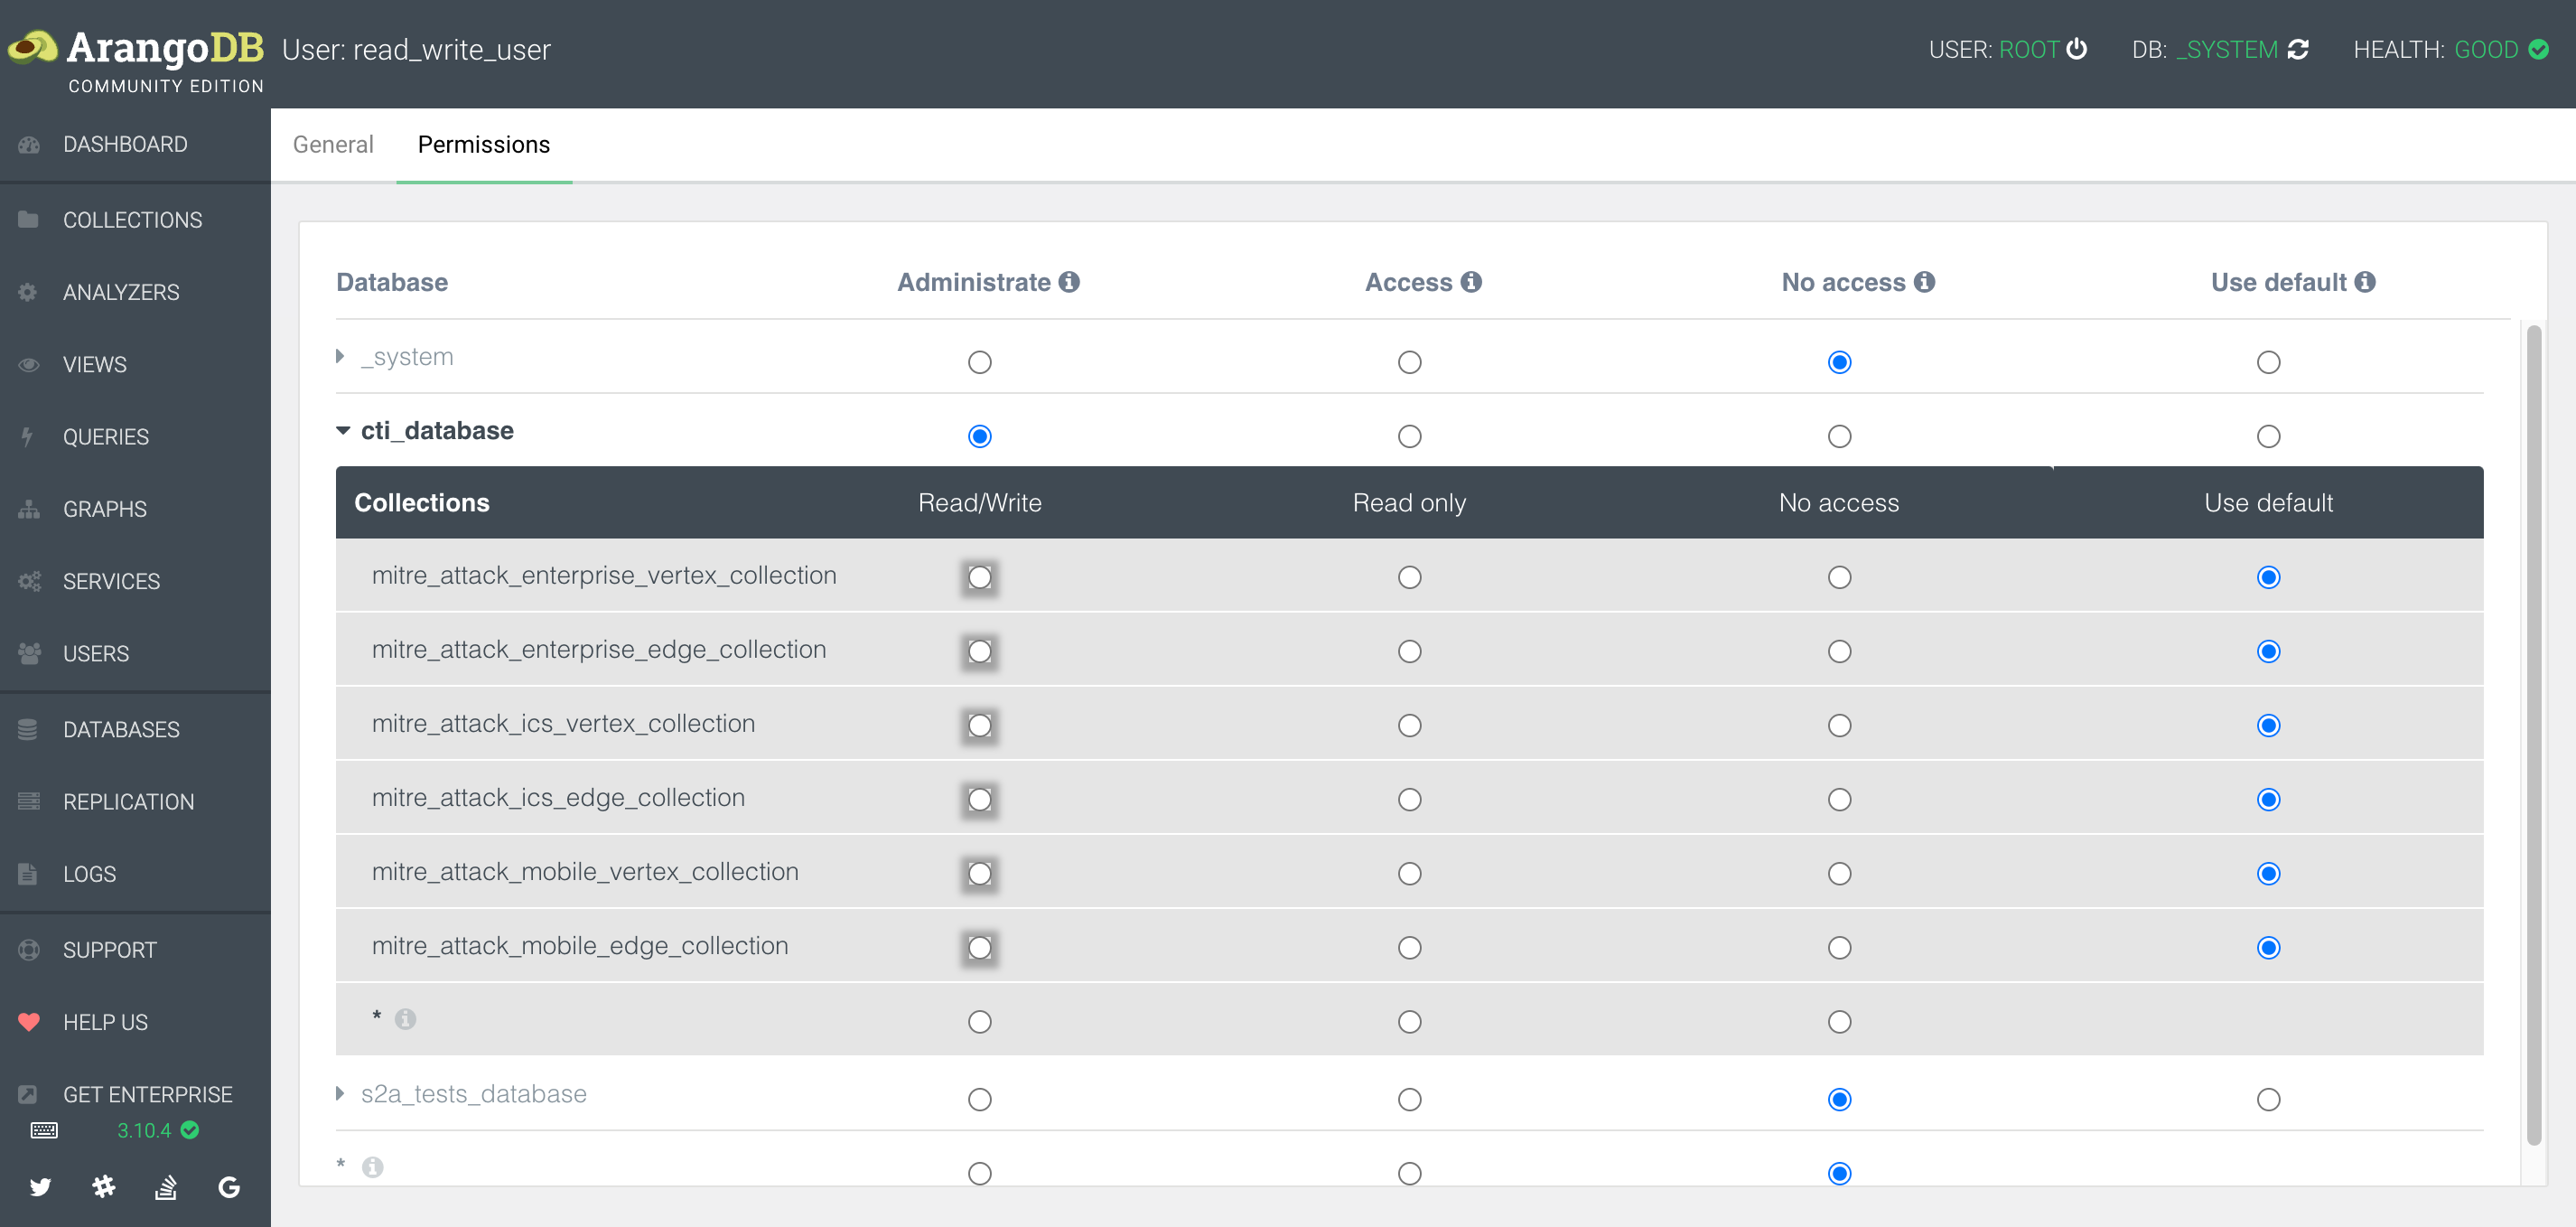 ArangoDB
COMMUNITY EDITION
User: read_write_user
USER: ROOT
DB: _SYSTEM
HEALTH: GOOD
DASHBOARD
COLLECTIONS
ANALYZERS
VIEWS
QUERIES
GRAPHS
SERVICES
USERS
DATABASES
REPLICATION
LOGS
SUPPORT
HELP US
GET ENTERPRISE
3.10.4
General Permissions
Database Administrate Access No access Use default
_system
cti_database
Collections Read/Write Read only No access Use default
mitre_attack_enterprise_vertex_collection
mitre_attack_enterprise_edge_collection
mitre_attack_ics_vertex_collection
mitre_attack_ics_edge_collection
mitre_attack_mobile_vertex_collection
mitre_attack_mobile_edge_collection
*
s2a_tests_database
*